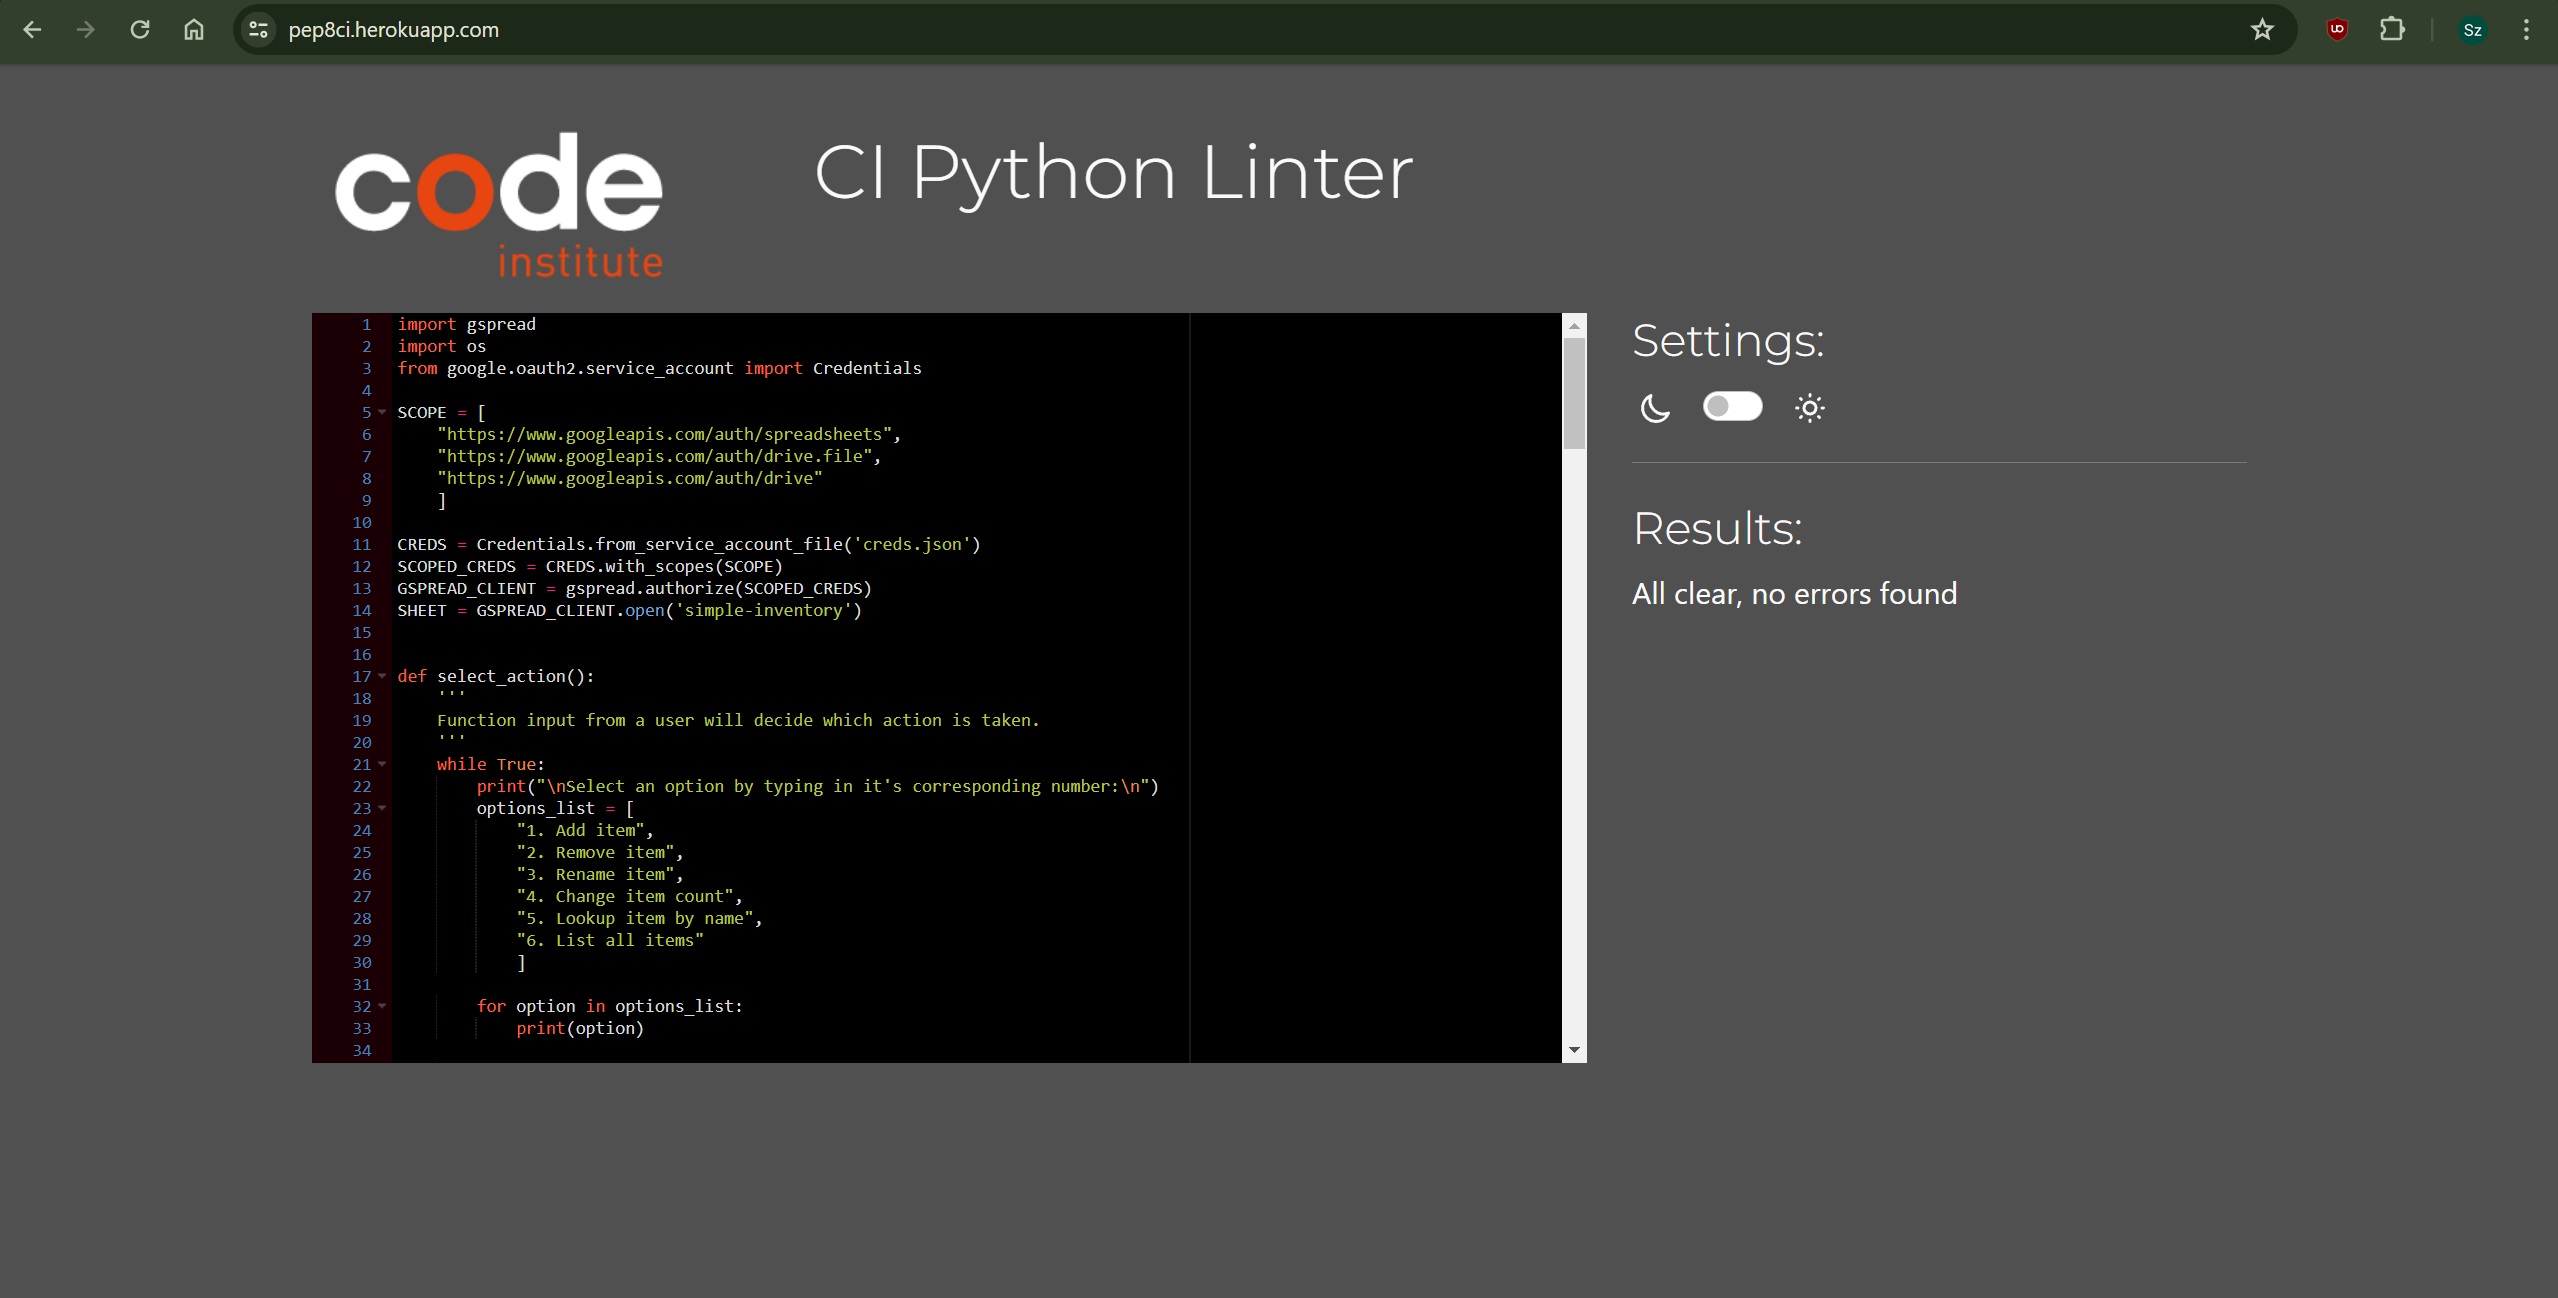 pep8ci.herokuapp.com
Sz
code
institute
CI Python Linter
1 import gspread
2 import os
3 from google.oauth2.service_account import Credentials
4
5 SCOPE = [
6     "https://www.googleapis.com/auth/spreadsheets",
7     "https://www.googleapis.com/auth/drive.file",
8     "https://www.googleapis.com/auth/drive"
9     ]
10
11 CREDS = Credentials.from_service_account_file('creds.json')
12 SCOPED_CREDS = CREDS.with_scopes(SCOPE)
13 GSPREAD_CLIENT = gspread.authorize(SCOPED_CREDS)
14 SHEET = GSPREAD_CLIENT.open('simple-inventory')
15
16
17 def select_action():
18     '''
19     Function input from a user will decide which action is taken.
20     '''
21     while True:
22         print("\nSelect an option by typing in it's corresponding number:\n")
23         options_list = [
24             "1. Add item",
25             "2. Remove item",
26             "3. Rename item",
27             "4. Change item count",
28             "5. Lookup item by name",
29             "6. List all items"
30             ]
31
32         for option in options_list:
33             print(option)
34
Settings:
Results:
All clear, no errors found